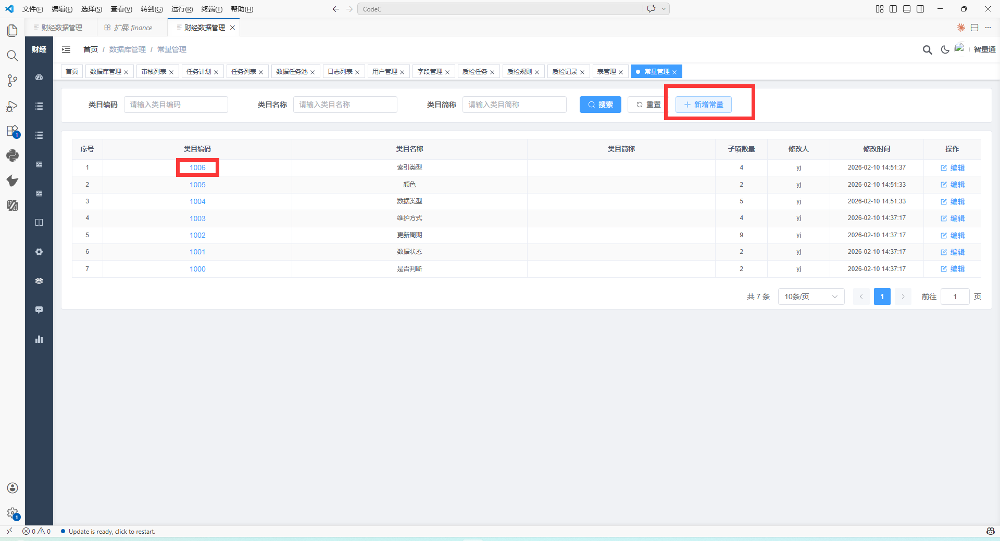 文件(F) 编辑(E) 选择(S) 查看(V) 转到(G) 运行(R) 终端(T) 帮助(H) CodeC
财经数据管理 扩展: finance 财经数据管理
财经 首页 / 数据库管理 / 常量管理 智量通
首页 数据库管理 审核列表 任务计划 任务列表 数据任务池 日志列表 用户管理 字段管理 质检任务 质检规则 质检记录 表管理 常量管理
类目编码 请输入类目编码 类目名称 请输入类目名称 类目简称 请输入类目简称 搜索 重置 新增常量
序号 类目编码 类目名称 类目简称 子项数量 修改人 修改时间 操作
1 1006 索引类型 4 yj 2026-02-10 14:51:37 编辑
2 1005 颜色 2 yj 2026-02-10 14:51:33 编辑
3 1004 数据类型 5 yj 2026-02-10 14:51:33 编辑
4 1003 维护方式 4 yj 2026-02-10 14:37:17 编辑
5 1002 更新周期 9 yj 2026-02-10 14:37:17 编辑
6 1001 数据状态 2 yj 2026-02-10 14:37:17 编辑
7 1000 是否判断 2 yj 2026-02-10 14:37:17 编辑
共 7 条 10条/页 1 前往 1 页
1
1
0 0 Update is ready, click to restart.